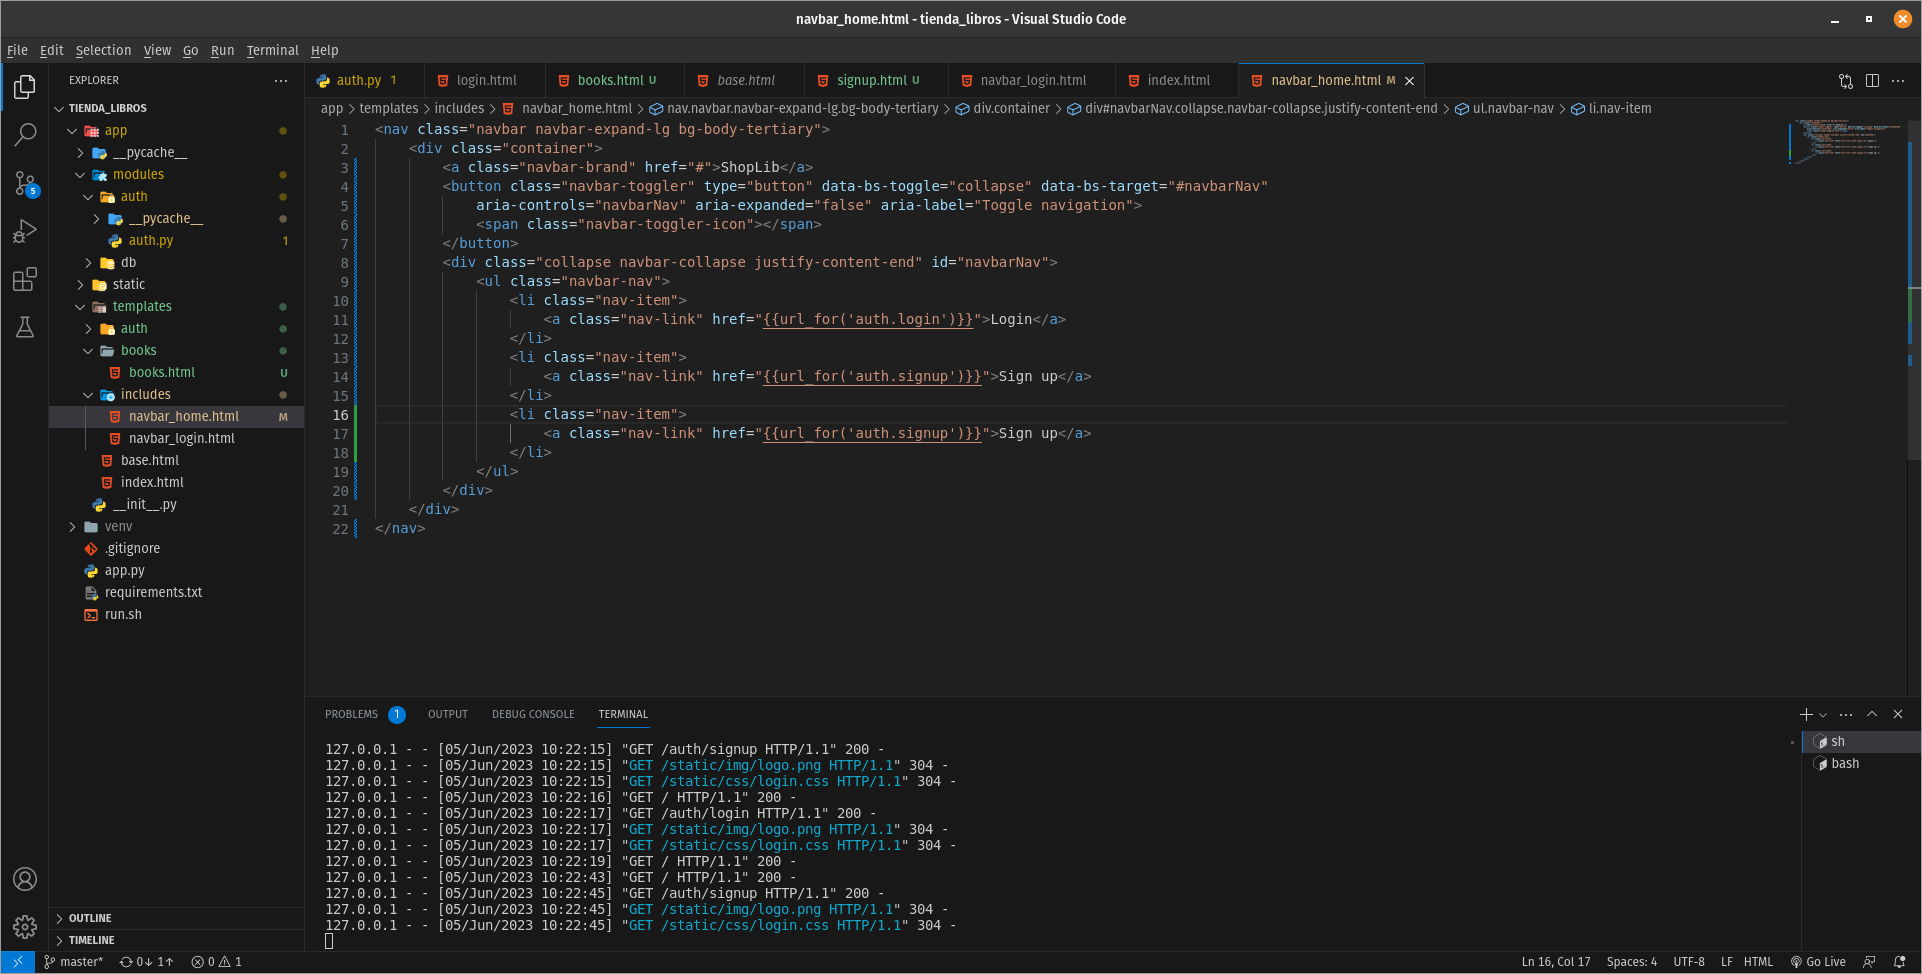 navbar_home.html - tienda_libros - Visual Studio Code
File Edit Selection View Go Run Terminal Help
EXPLORER
TIENDA_LIBROS
app
__pycache__
modules
auth
__pycache__
auth.py 1
db
static
templates
auth
books
books.html U
includes
navbar_home.html M
navbar_login.html
base.html
index.html
__init__.py
venv
.gitignore
app.py
requirements.txt
run.sh
OUTLINE
TIMELINE
5
auth.py 1 login.html books.html U base.html signup.html U navbar_login.html index.html navbar_home.html M
app > templates > includes > navbar_home.html > nav.navbar.navbar-expand-lg.bg-body-tertiary > div.container > div#navbarNav.collapse.navbar-collapse.justify-content-end > ul.navbar-nav > li.nav-item
1 <nav class="navbar navbar-expand-lg bg-body-tertiary">
2 <div class="container">
3 <a class="navbar-brand" href="#">ShopLib</a>
4 <button class="navbar-toggler" type="button" data-bs-toggle="collapse" data-bs-target="#navbarNav"
5 aria-controls="navbarNav" aria-expanded="false" aria-label="Toggle navigation">
6 <span class="navbar-toggler-icon"></span>
7 </button>
8 <div class="collapse navbar-collapse justify-content-end" id="navbarNav">
9 <ul class="navbar-nav">
10 <li class="nav-item">
11 <a class="nav-link" href="{{url_for('auth.login')}}">Login</a>
12 </li>
13 <li class="nav-item">
14 <a class="nav-link" href="{{url_for('auth.signup')}}">Sign up</a>
15 </li>
16 <li class="nav-item">
17 <a class="nav-link" href="{{url_for('auth.signup')}}">Sign up</a>
18 </li>
19 </ul>
20 </div>
21 </div>
22 </nav>
PROBLEMS 1 OUTPUT DEBUG CONSOLE TERMINAL
127.0.0.1 - - [05/Jun/2023 10:22:15] "GET /auth/signup HTTP/1.1" 200 -
127.0.0.1 - - [05/Jun/2023 10:22:15] "GET /static/img/logo.png HTTP/1.1" 304 -
127.0.0.1 - - [05/Jun/2023 10:22:15] "GET /static/css/login.css HTTP/1.1" 304 -
127.0.0.1 - - [05/Jun/2023 10:22:16] "GET / HTTP/1.1" 200 -
127.0.0.1 - - [05/Jun/2023 10:22:17] "GET /auth/login HTTP/1.1" 200 -
127.0.0.1 - - [05/Jun/2023 10:22:17] "GET /static/img/logo.png HTTP/1.1" 304 -
127.0.0.1 - - [05/Jun/2023 10:22:17] "GET /static/css/login.css HTTP/1.1" 304 -
127.0.0.1 - - [05/Jun/2023 10:22:19] "GET / HTTP/1.1" 200 -
127.0.0.1 - - [05/Jun/2023 10:22:43] "GET / HTTP/1.1" 200 -
127.0.0.1 - - [05/Jun/2023 10:22:45] "GET /auth/signup HTTP/1.1" 200 -
127.0.0.1 - - [05/Jun/2023 10:22:45] "GET /static/img/logo.png HTTP/1.1" 304 -
127.0.0.1 - - [05/Jun/2023 10:22:45] "GET /static/css/login.css HTTP/1.1" 304 -
sh
bash
master* 0↓ 1↑ 0 1
Ln 16, Col 17 Spaces: 4 UTF-8 LF HTML Go Live